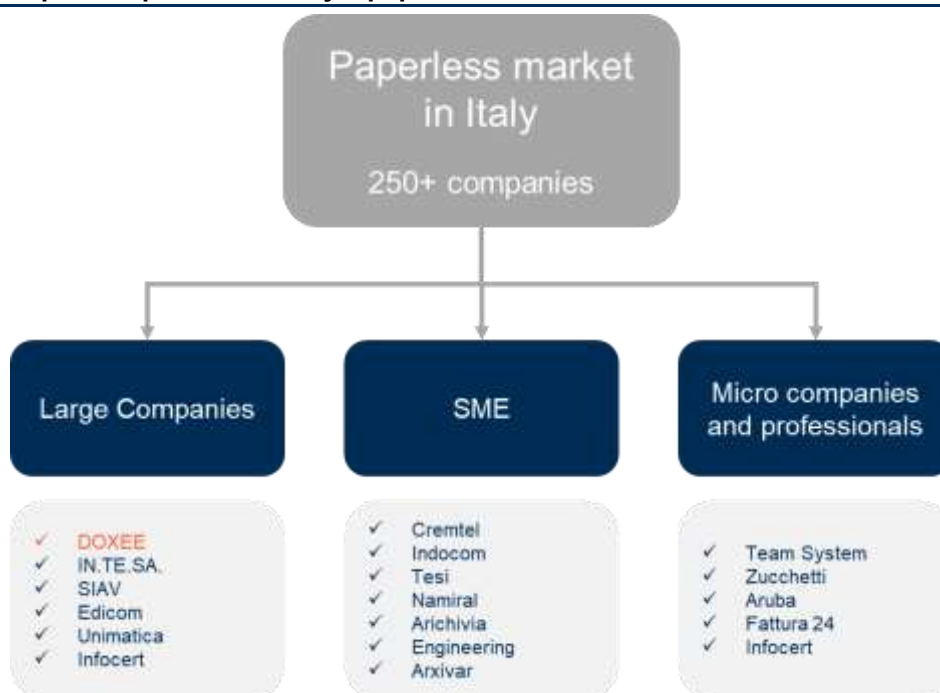 Paperless market
in Italy
250+ companies
Large Companies
SME
Micro companies
and professionals
✓ DOXEE
✓ IN.TE.SA.
✓ SIAV
✓ Edicom
✓ Unimatica
✓ Infocert
✓ Cremtel
✓ Indocom
✓ Tesi
✓ Namiral
✓ Arichivia
✓ Engineering
✓ Arxivar
✓ Team System
✓ Zucchetti
✓ Aruba
✓ Fattura 24
✓ Infocert